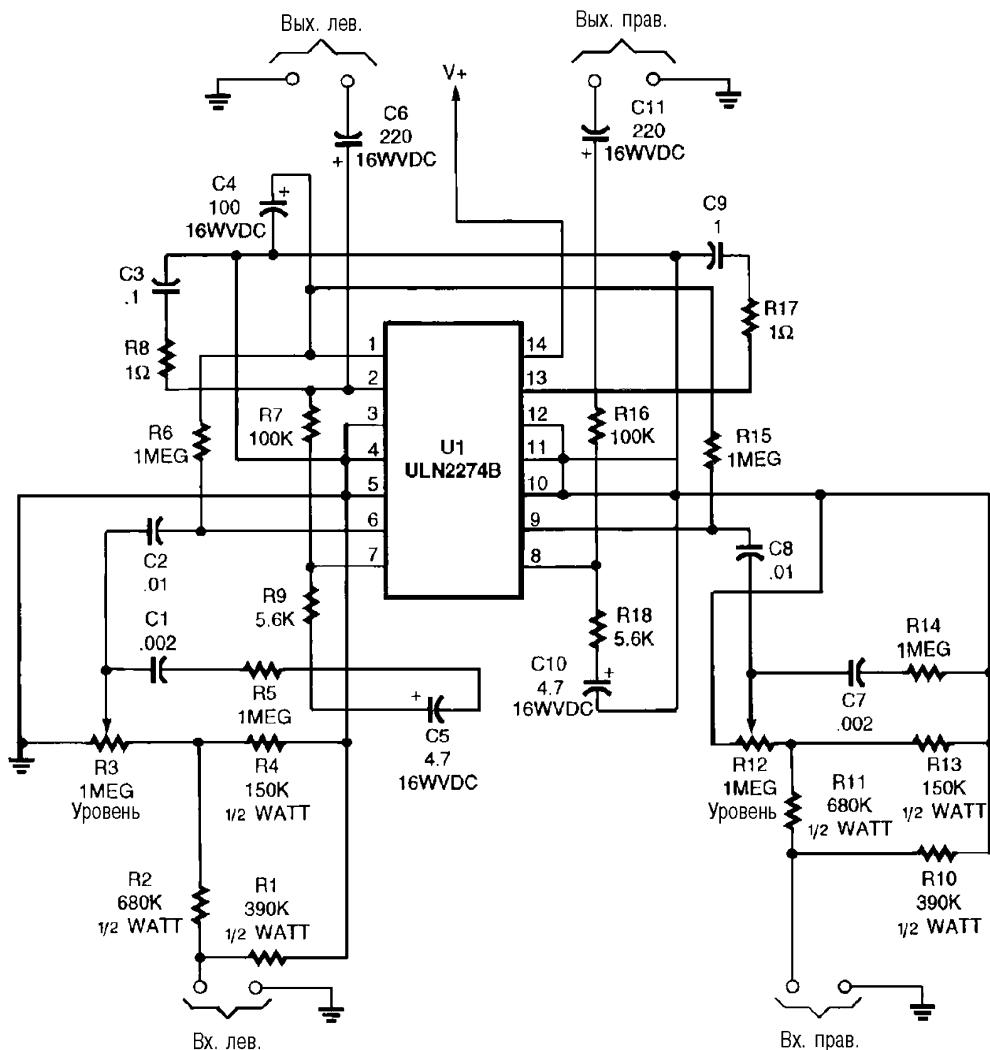 Вых. лев.
Вых. прав.
V+
C6
220
16WVDC
+
C11
220
16WVDC
+
C4
100
16WVDC
+
C9
1
C3
.1
R17
1Ω
R8
1Ω
1
2
3
4
5
6
7
14
13
12
11
10
9
8
U1
ULN2274B
R7
100K
R16
100K
R6
1MEG
R15
1MEG
C2
.01
C8
.01
R9
5.6K
R18
5.6K
C1
.002
R14
1MEG
C10
4.7
16WVDC
+
R5
1MEG
C7
.002
+
C5
4.7
16WVDC
R3
1MEG
Уровень
R4
150K
1/2 WATT
R12
1MEG
Уровень
R11
680K
1/2 WATT
R13
150K
1/2 WATT
R2
680K
1/2 WATT
R1
390K
1/2 WATT
R10
390K
1/2 WATT
Вх. лев.
Вх. прав.